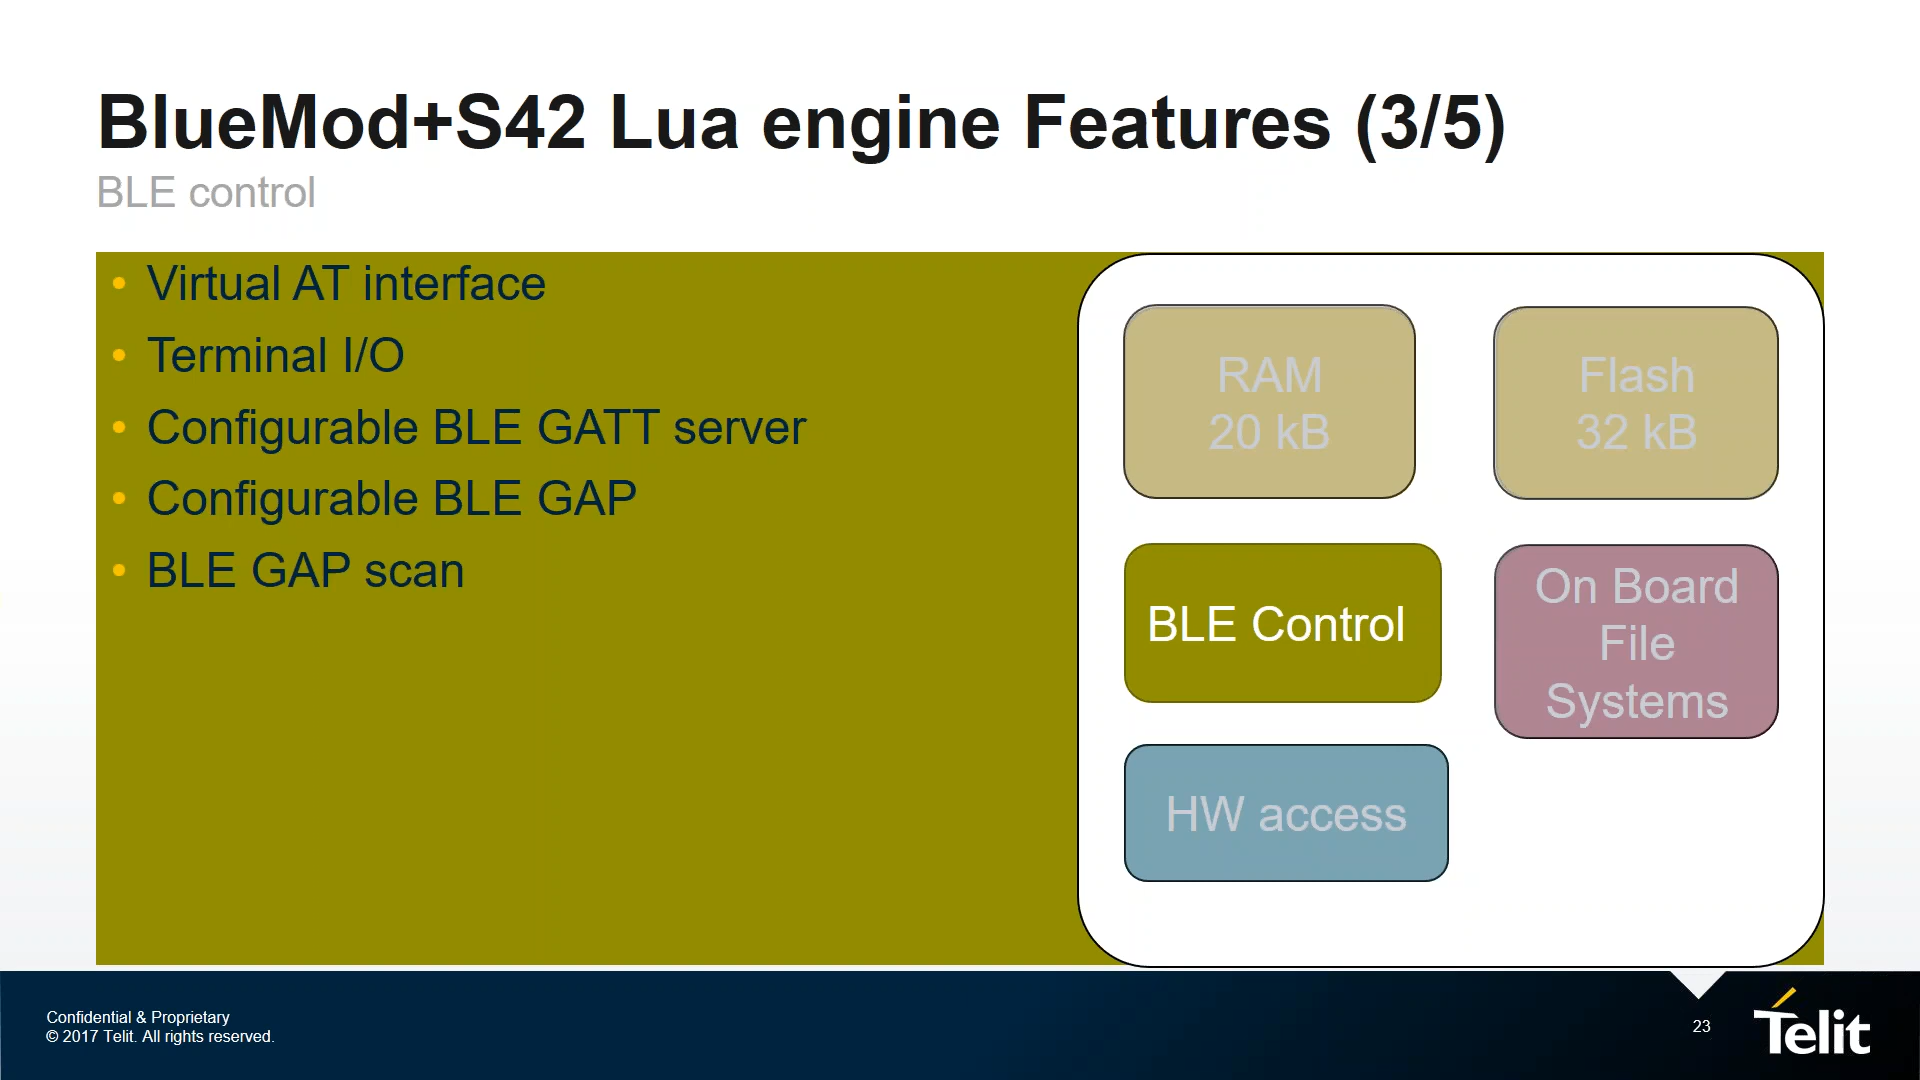 BlueMod+S42 Lua engine Features (3/5)
BLE control
• Virtual AT interface
• Terminal I/O
• Configurable BLE GATT server
• Configurable BLE GAP
• BLE GAP scan
RAM
20 kB
Flash
32 kB
BLE Control
On Board
File
Systems
HW access
Confidential & Proprietary
© 2017 Telit. All rights reserved.
23
Telit